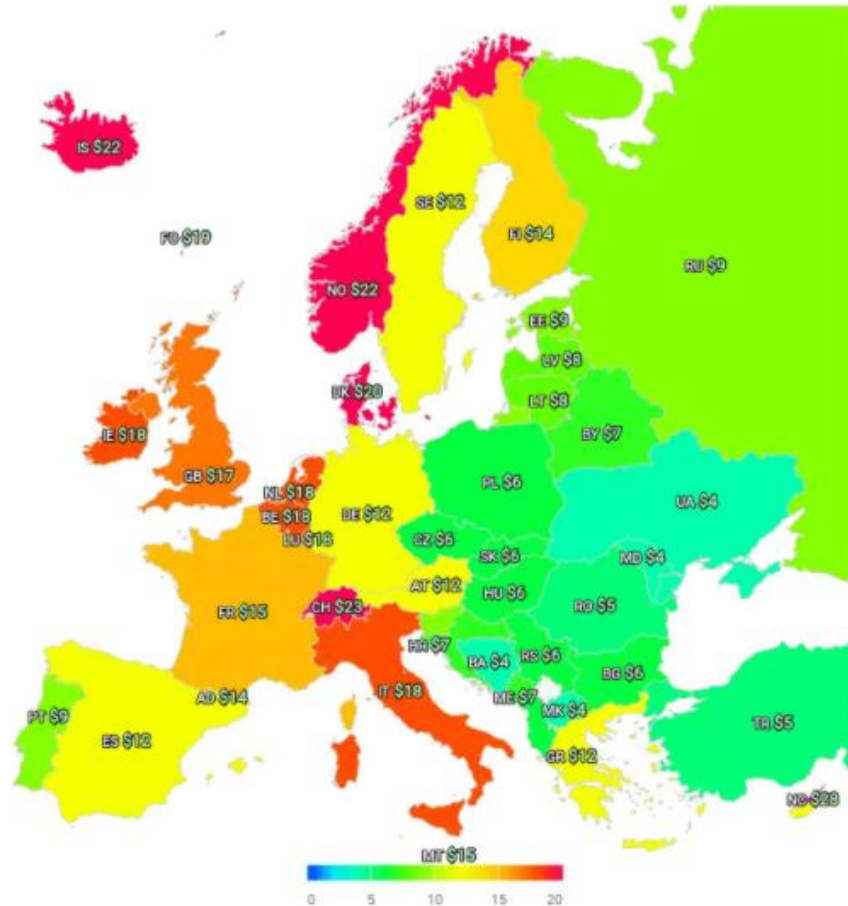 IS $22
SE $12
FO $19
FI $14
RU $9
NO $22
EE $9
LV $8
DK $20
LT $8
IE $18
BY $7
GB $17
PL $6
NL $18
UA $4
BE $18
DE $12
LU $18
CZ $6
SK $6
MD $4
AT $12
HU $6
CH $23
RO $5
FR $15
HR $7
RS $6
BA $4
BG $6
IT $18
AD $14
ME $7
PT $9
MK $4
TR $5
ES $12
GR $12
NC $28
MT $15
0 5 10 15 20